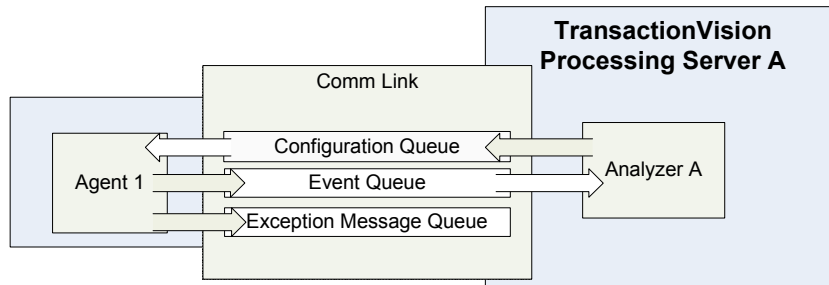 TransactionVision
Processing Server A
Comm Link
Configuration Queue
Agent 1
Event Queue
Analyzer A
Exception Message Queue